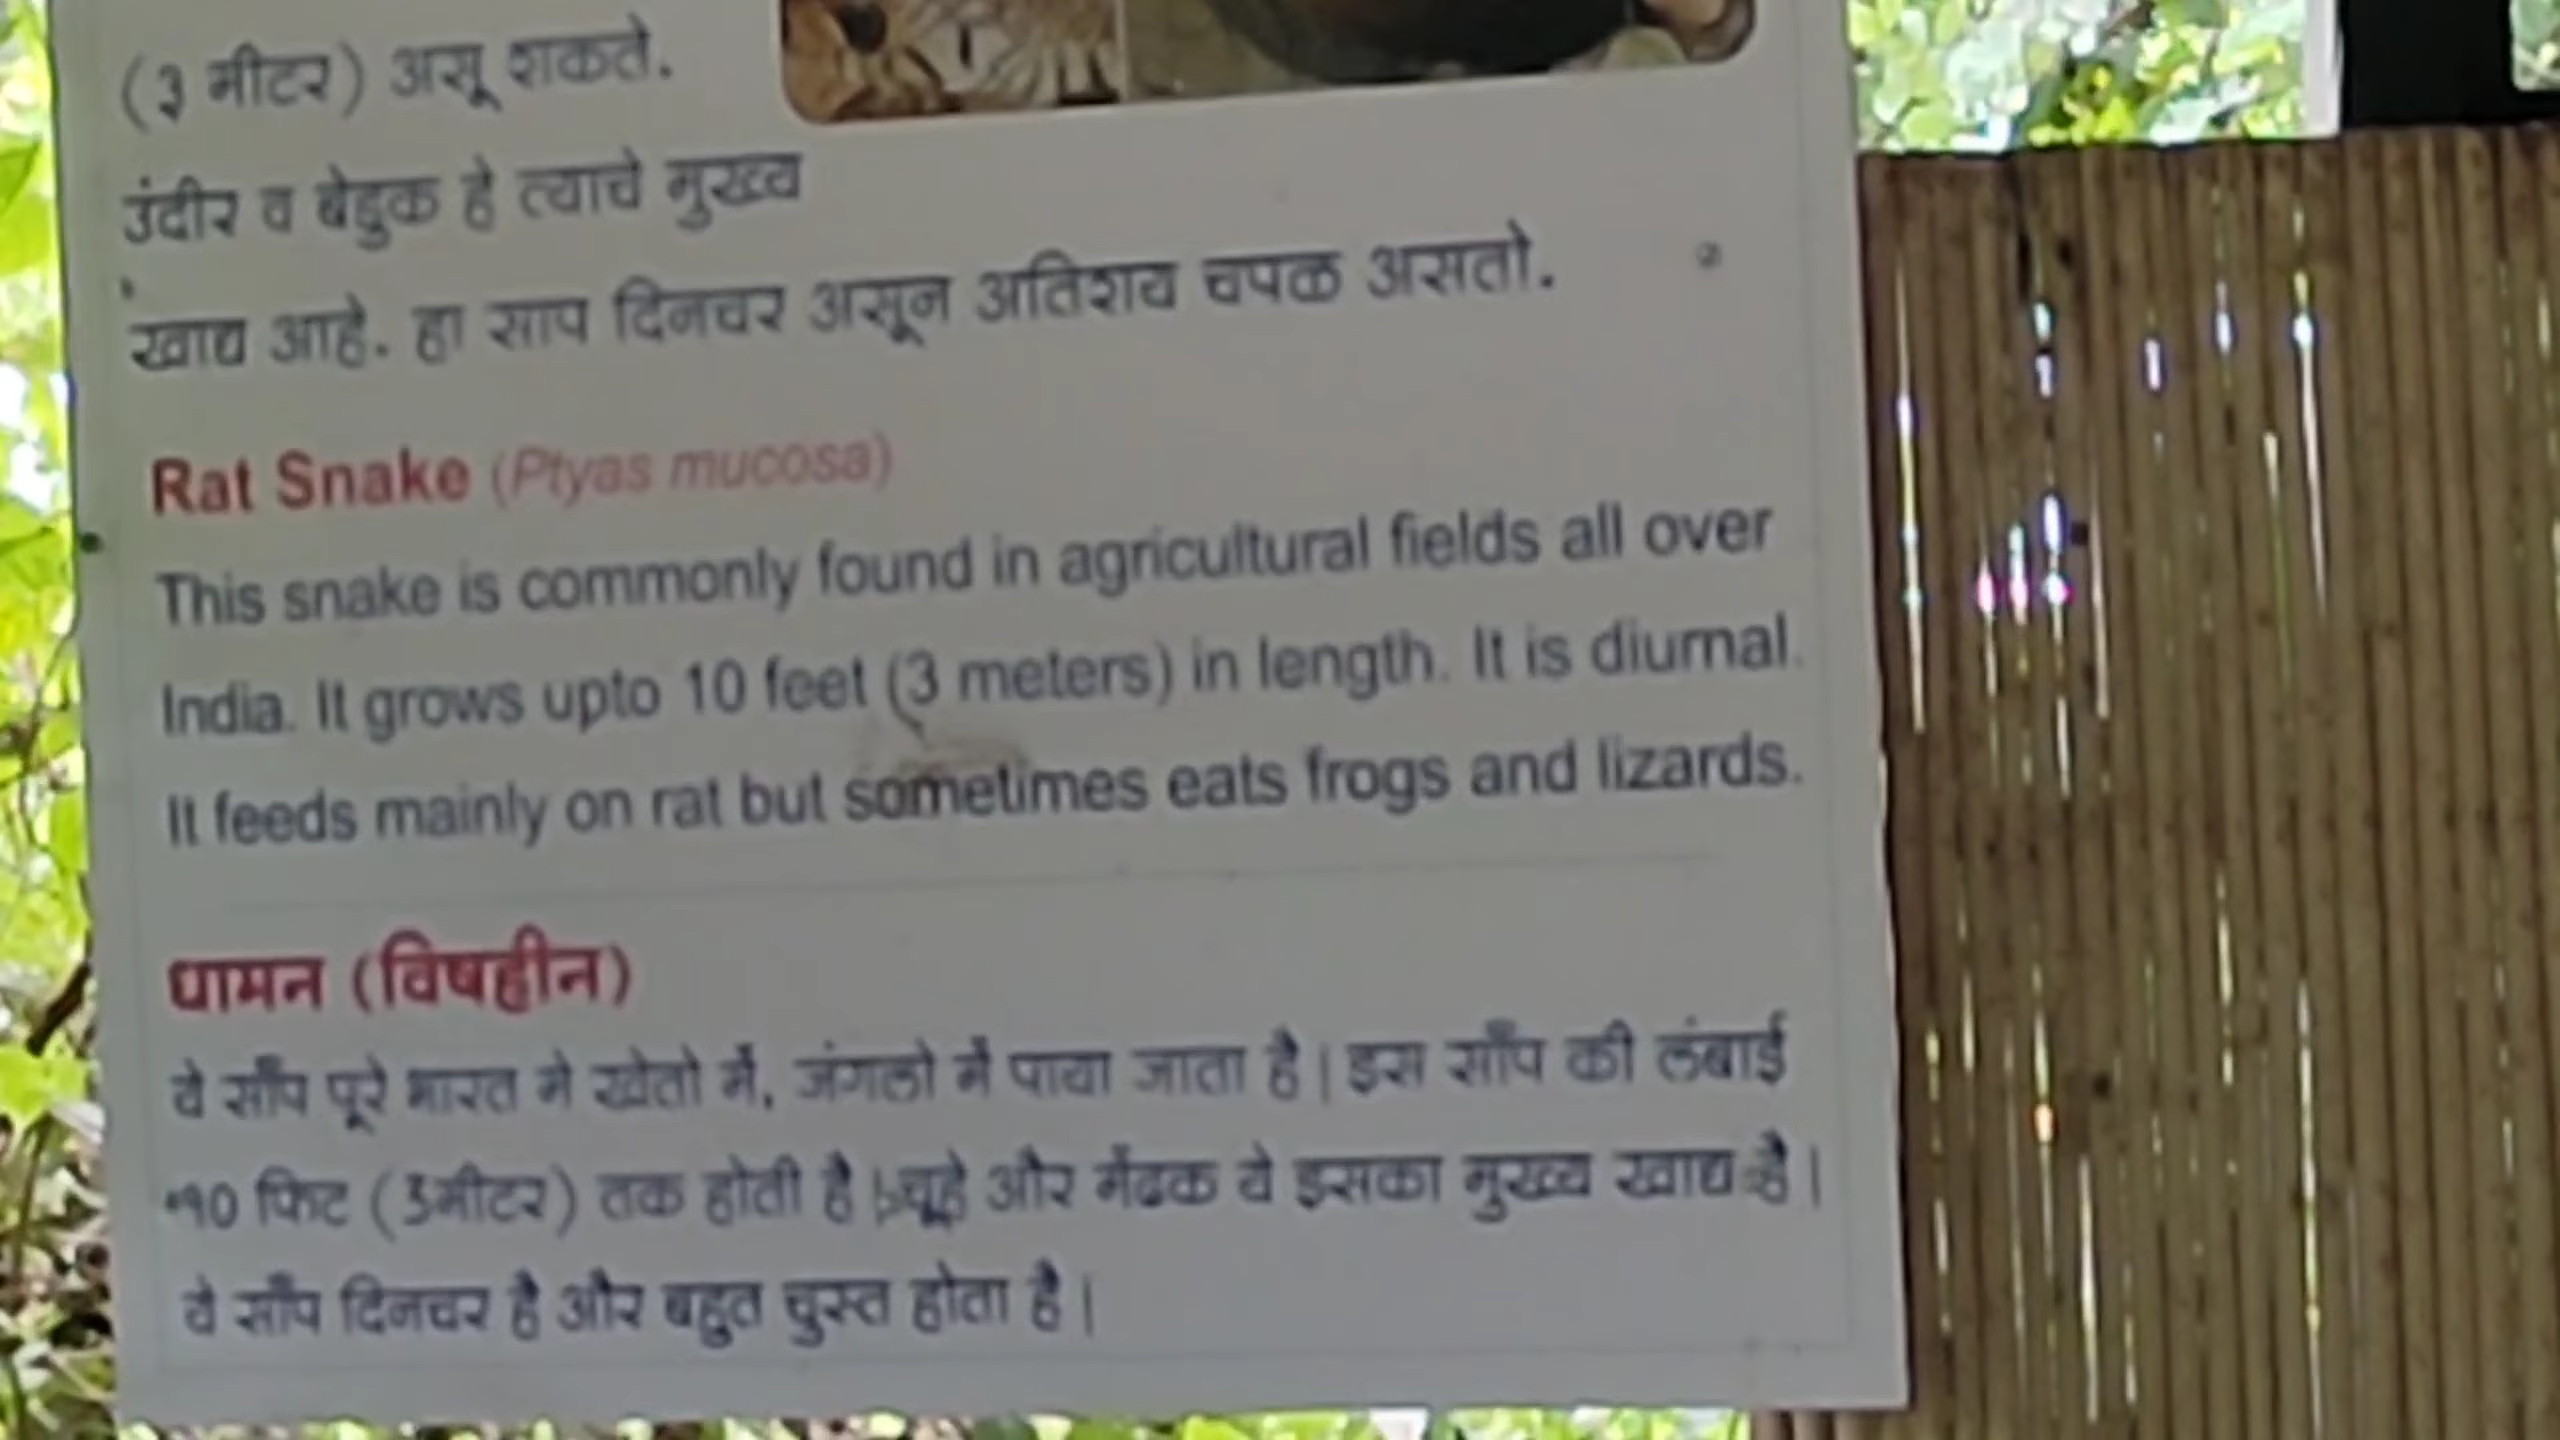 (३ मीटर) असू शकते.
उंदीर व बेडुक हे त्याचे मुख्य
खाद्य आहे. हा साप दिनचर असून अतिशय चपळ असतो.
Rat Snake (Ptyas mucosa)
This snake is commonly found in agricultural fields all over
India. It grows upto 10 feet (3 meters) in length. It is diurnal.
It feeds mainly on rat but sometimes eats frogs and lizards.
धामन (विषहीन)
ये साँप पूरे भारत मे खेतो में, जंगलो में पाया जाता है | इस साँप की लंबाई
१0 फिट (3मीटर) तक होती है | चूहे और मेंढक ये इसका मुख्य खाद्य है |
ये साँप दिनचर है और बहुत चुस्त होता है |